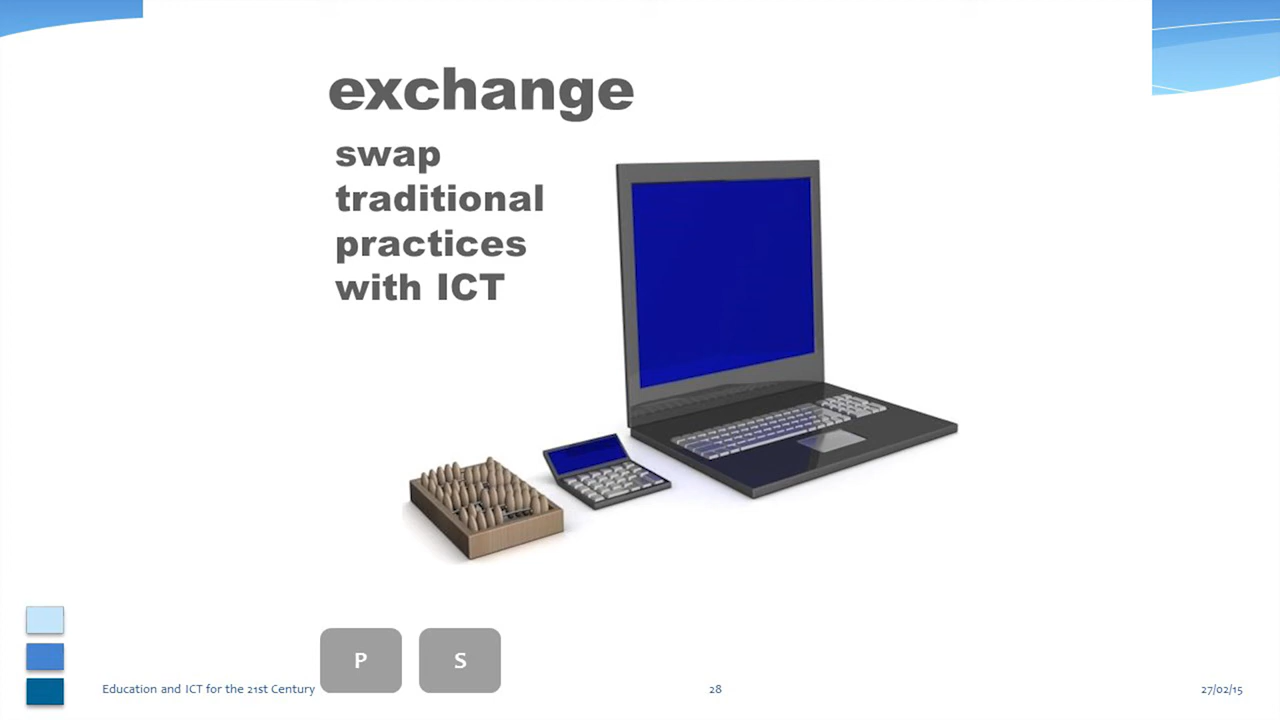 exchange
swap
traditional
practices
with ICT
P
S
Education and ICT for the 21st Century
28
27/02/15